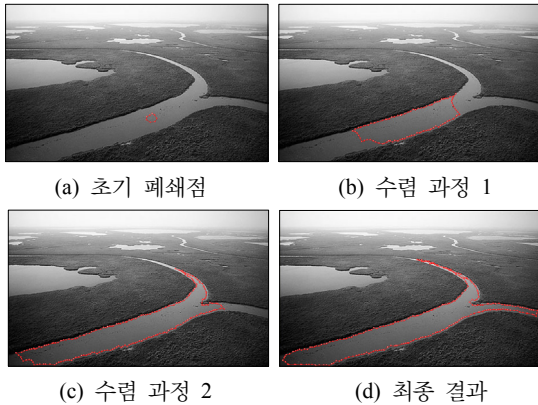 (a) 초기 폐쇄점
(b) 수렴 과정 1
(c) 수렴 과정 2
(d) 최종 결과